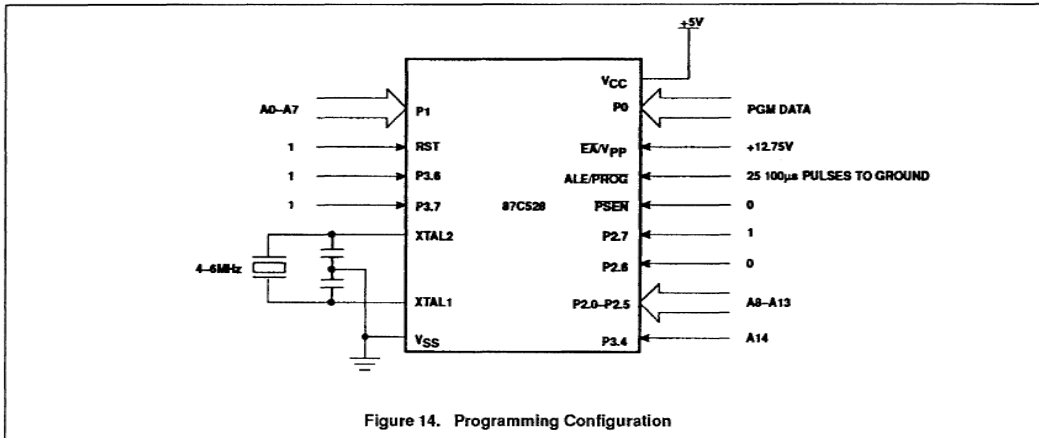 +5V
VCC
A0–A7
P1
P0
PGM DATA
1
RST
EA/VPP
+12.75V
1
P3.6
ALE/PROG
25 100µs PULSES TO GROUND
1
P3.7
87C528
PSEN
0
XTAL2
P2.7
1
4–6MHz
P2.6
0
XTAL1
P2.0–P2.5
A8–A13
VSS
P3.4
A14
Figure 14. Programming Configuration